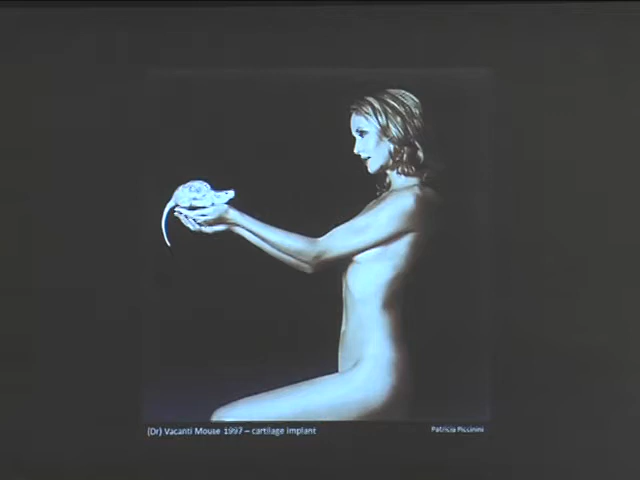 (Dr) Vacanti Mouse 1997 – cartilage implant
Patricia Piccinini